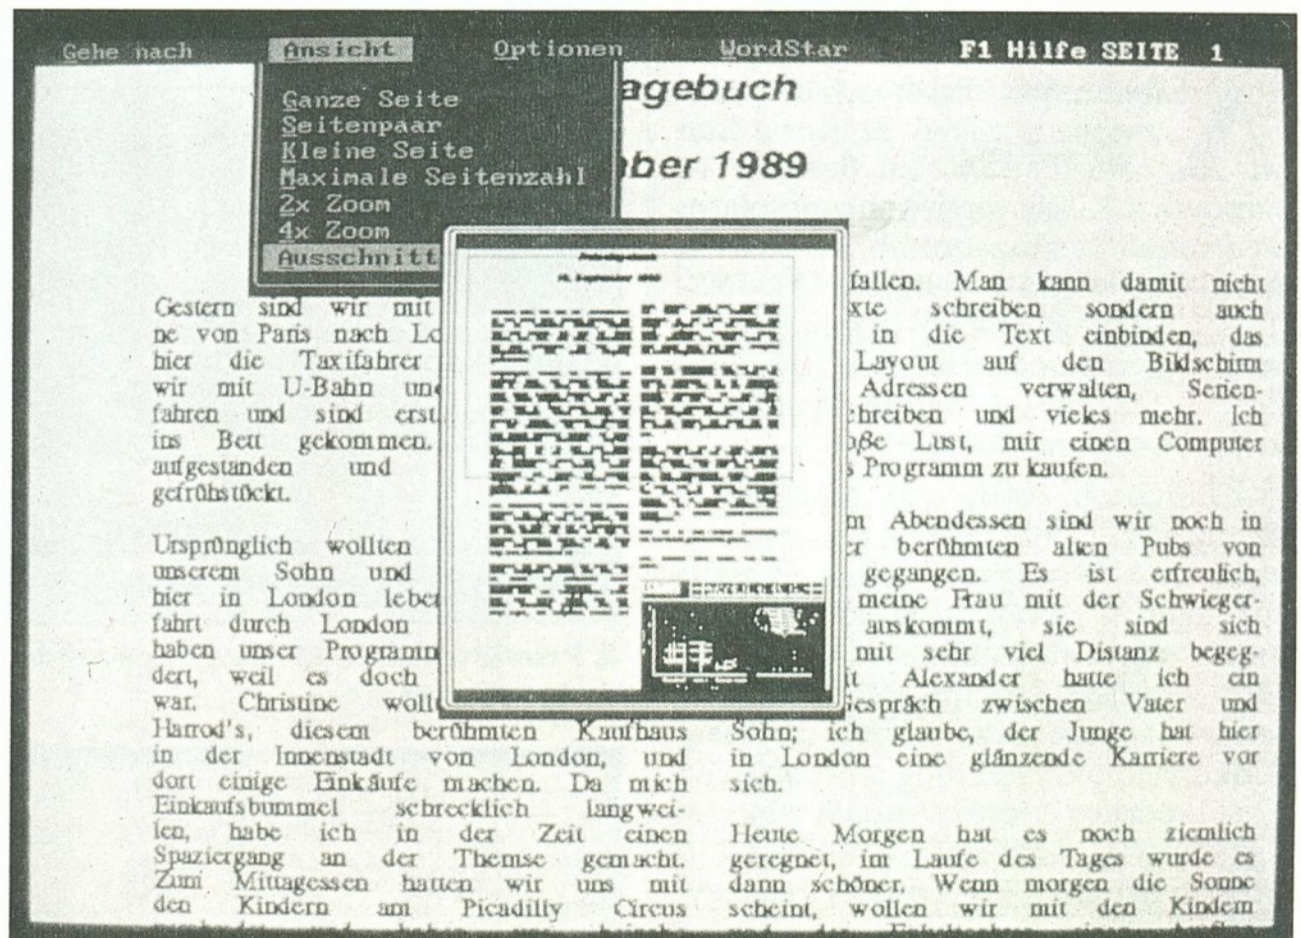 Gehe nach Ansicht Optionen WordStar F1 Hilfe SEITE 1
Ganze Seite
Seitenpaar
Kleine Seite
Maximale Seitenzahl
2x Zoom
4x Zoom
Ausschnitt
agebuch
ber 1989
Gestern sind wir mit
ne von Paris nach Lo
hier die Taxifahrer
wir mit U-Bahn und
fahren und sind erst
ins Bett gekommen.
aufgestanden und
gefrühstückt.
Ursprünglich wollten
unserem Sohn und
hier in London lebe
fahrt durch London
haben unser Programm
dert, weil es doch
war. Christine woll
Harrod's, diesem berühmten Kaufhaus
in der Innenstadt von London, und
dort einige Einkäufe machen. Da mich
Einkaufsbummel schrecklich langwei-
len, habe ich in der Zeit einen
Spaziergang an der Themse gemacht.
Zum Mittagessen hatten wir uns mit
den Kindern am Picadilly Circus
fallen. Man kann damit nicht
xte schreiben sondern auch
in die Text einbinden, das
Layout auf den Bildschirm
Adressen verwalten, Serien-
chreiben und vieles mehr. Ich
oße Lust, mir einen Computer
s Programm zu kaufen.
m Abendessen sind wir noch in
er berühmten alten Pubs von
gegangen. Es ist erfreulich,
meine Frau mit der Schwieger-
auskommt, sie sind sich
mit sehr viel Distanz begeg-
it Alexander hatte ich ein
Gespräch zwischen Vater und
Sohn; ich glaube, der Junge hat hier
in London eine glänzende Karriere vor
sich.
Heute Morgen hat es noch ziemlich
geregnet, im Laufe des Tages wurde es
dann schöner. Wenn morgen die Sonne
scheint, wollen wir mit den Kindern